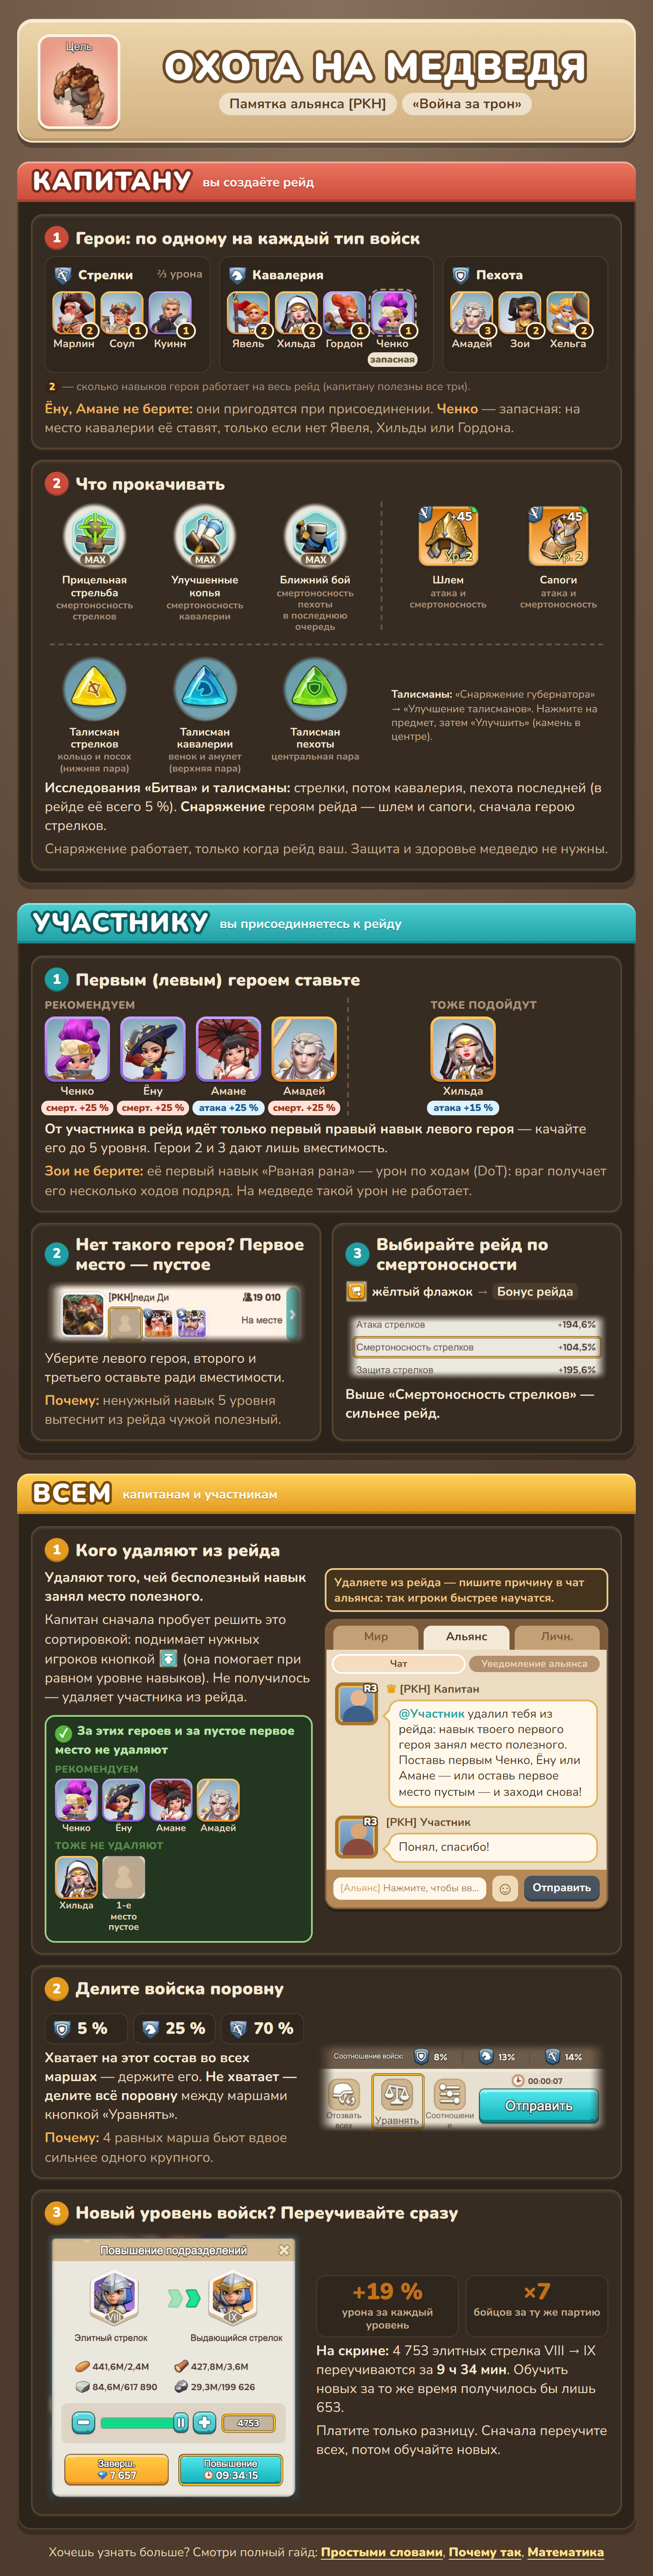 Цель
ОХОТА НА МЕДВЕДЯ
Памятка альянса [PKH]
«Война за трон»
КАПИТАНУ
вы создаёте рейд
1 Герои: по одному на каждый тип войск
Стрелки
⅔ урона
2
1
1
Марлин
Соул
Куинн
Кавалерия
2
2
1
1
Явель
Хильда
Гордон
Ченко
запасная
Пехота
3
2
2
Амадей
Зои
Хельга
2 — сколько навыков героя работает на весь рейд (капитану полезны все три).
Ёну, Амане не берите: они пригодятся при присоединении. Ченко — запасная: на
место кавалерии её ставят, только если нет Явеля, Хильды или Гордона.
2 Что прокачивать
MAX
MAX
MAX
+45
Ур. 2
+45
Ур. 2
Прицельная
стрельба
смертоносность
стрелков
Улучшенные
копья
смертоносность
кавалерии
Ближний бой
смертоносность
пехоты
в последнюю
очередь
Шлем
атака и
смертоносность
Сапоги
атака и
смертоносность
Талисман
стрелков
кольцо и посох
(нижняя пара)
Талисман
кавалерии
венок и амулет
(верхняя пара)
Талисман
пехоты
центральная пара
Талисманы: «Снаряжение губернатора»
→ «Улучшение талисманов». Нажмите на
предмет, затем «Улучшить» (камень в
центре).
Исследования «Битва» и талисманы: стрелки, потом кавалерия, пехота последней (в
рейде её всего 5 %). Снаряжение героям рейда — шлем и сапоги, сначала герою
стрелков.
Снаряжение работает, только когда рейд ваш. Защита и здоровье медведю не нужны.
УЧАСТНИКУ
вы присоединяетесь к рейду
1 Первым (левым) героем ставьте
РЕКОМЕНДУЕМ
Ченко
смерт. +25 %
Ёну
смерт. +25 %
Амане
атака +25 %
Амадей
смерт. +25 %
ТОЖЕ ПОДОЙДУТ
Хильда
атака +15 %
От участника в рейд идёт только первый правый навык левого героя — качайте
его до 5 уровня. Герои 2 и 3 дают лишь вместимость.
Зои не берите: её первый навык «Рваная рана» — урон по ходам (DoT): враг получает
его несколько ходов подряд. На медведе такой урон не работает.
2 Нет такого героя? Первое
место — пустое
[PKH]леди Ди
19 010
На месте
Уберите левого героя, второго и
третьего оставьте ради вместимости.
Почему: ненужный навык 5 уровня
вытеснит из рейда чужой полезный.
3 Выбирайте рейд по
смертоносности
жёлтый флажок → Бонус рейда
Атака стрелков +194,6%
Смертоносность стрелков +104,5%
Защита стрелков +195,6%
Выше «Смертоносность стрелков» —
сильнее рейд.
ВСЕМ
капитанам и участникам
1 Кого удаляют из рейда
Удаляют того, чей бесполезный навык
занял место полезного.
Капитан сначала пробует решить это
сортировкой: поднимает нужных
игроков кнопкой (она помогает при
равном уровне навыков). Не получилось
— удаляет участника из рейда.
За этих героев и за пустое первое
место не удаляют
РЕКОМЕНДУЕМ
Ченко
Ёну
Амане
Амадей
ТОЖЕ НЕ УДАЛЯЮТ
Хильда
1-е
место
пустое
Удаляете из рейда — пишите причину в чат
альянса: так игроки быстрее научатся.
Мир
Альянс
Личн.
Чат
Уведомление альянса
R3
[PKH] Капитан
@Участник удалил тебя из
рейда: навык твоего первого
героя занял место полезного.
Поставь первым Ченко, Ёну или
Амане — или оставь первое
место пустым — и заходи снова!
R3
[PKH] Участник
Понял, спасибо!
[Альянс] Нажмите, чтобы вв…
Отправить
2 Делите войска поровну
5 %
25 %
70 %
Хватает на этот состав во всех
маршах — держите его. Не хватает —
делите всё поровну между маршами
кнопкой «Уравнять».
Почему: 4 равных марша бьют вдвое
сильнее одного крупного.
Соотношение войск: 8% 13% 14%
Отозвать
всех
Уравнять
Соотношени
е
00:00:07
Отправить
3 Новый уровень войск? Переучивайте сразу
Повышение подразделений
VIII
IX
Элитный стрелок
Выдающийся стрелок
441,6M/2,4M
427,8M/3,6M
84,6M/617 890
29,3M/199 626
4753
Заверш.
7 657
Повышение
09:34:15
+19 %
урона за каждый
уровень
×7
бойцов за ту же партию
На скрине: 4 753 элитных стрелка VIII → IX
переучиваются за 9 ч 34 мин. Обучить
новых за то же время получилось бы лишь
653.
Платите только разницу. Сначала переучите
всех, потом обучайте новых.
Хочешь узнать больше? Смотри полный гайд: Простыми словами, Почему так, Математика